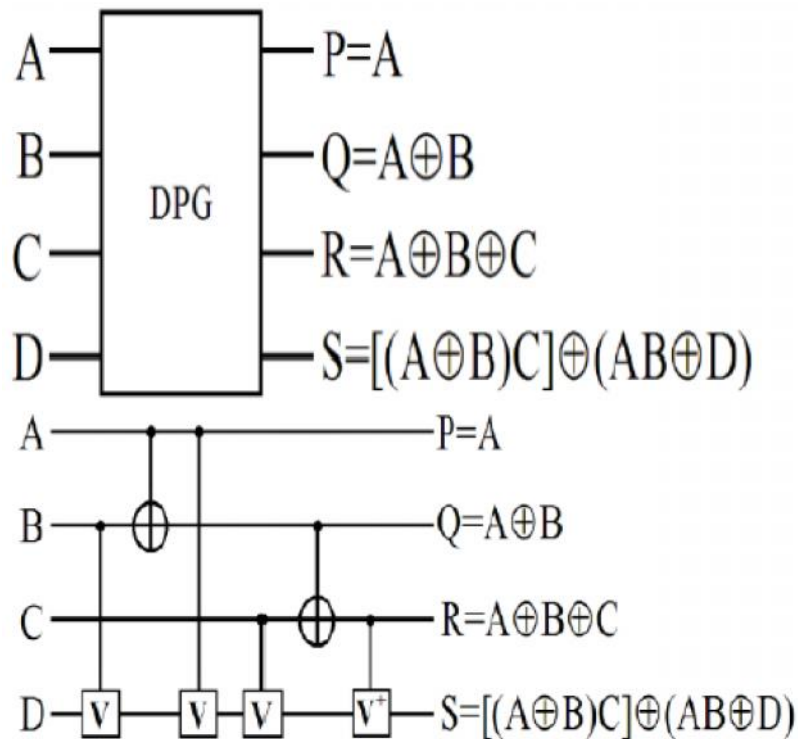 A P=A
B Q=A⊕B
DPG
C R=A⊕B⊕C
D S=[(A⊕B)C]⊕(AB⊕D)
A P=A
B Q=A⊕B
C R=A⊕B⊕C
D V V V V⁺ S=[(A⊕B)C]⊕(AB⊕D)